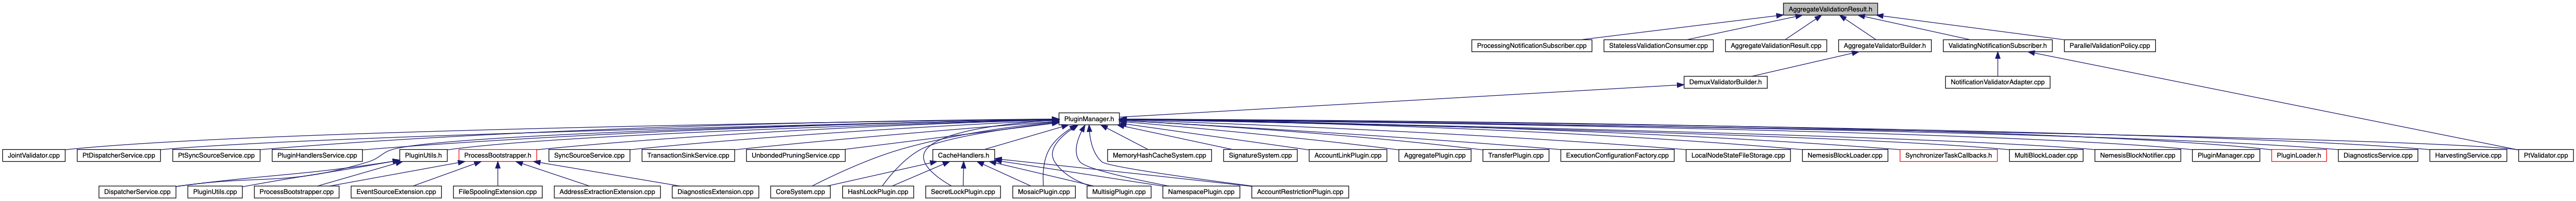 AggregateValidationResult.h
ProcessingNotificationSubscriber.cpp
StatelessValidationConsumer.cpp
AggregateValidationResult.cpp
AggregateValidatorBuilder.h
ValidatingNotificationSubscriber.h
ParallelValidationPolicy.cpp
DemuxValidatorBuilder.h
NotificationValidatorAdapter.cpp
PluginManager.h
JointValidator.cpp
PtDispatcherService.cpp
PtSyncSourceService.cpp
PluginHandlersService.cpp
PluginUtils.h
ProcessBootstrapper.h
SyncSourceService.cpp
TransactionSinkService.cpp
UnbondedPruningService.cpp
CacheHandlers.h
MemoryHashCacheSystem.cpp
SignatureSystem.cpp
AccountLinkPlugin.cpp
AggregatePlugin.cpp
TransferPlugin.cpp
ExecutionConfigurationFactory.cpp
LocalNodeStateFileStorage.cpp
NemesisBlockLoader.cpp
SynchronizerTaskCallbacks.h
MultiBlockLoader.cpp
NemesisBlockNotifier.cpp
PluginManager.cpp
PluginLoader.h
DiagnosticsService.cpp
HarvestingService.cpp
PtValidator.cpp
DispatcherService.cpp
PluginUtils.cpp
ProcessBootstrapper.cpp
EventSourceExtension.cpp
FileSpoolingExtension.cpp
AddressExtractionExtension.cpp
DiagnosticsExtension.cpp
CoreSystem.cpp
HashLockPlugin.cpp
SecretLockPlugin.cpp
MosaicPlugin.cpp
MultisigPlugin.cpp
NamespacePlugin.cpp
AccountRestrictionPlugin.cpp